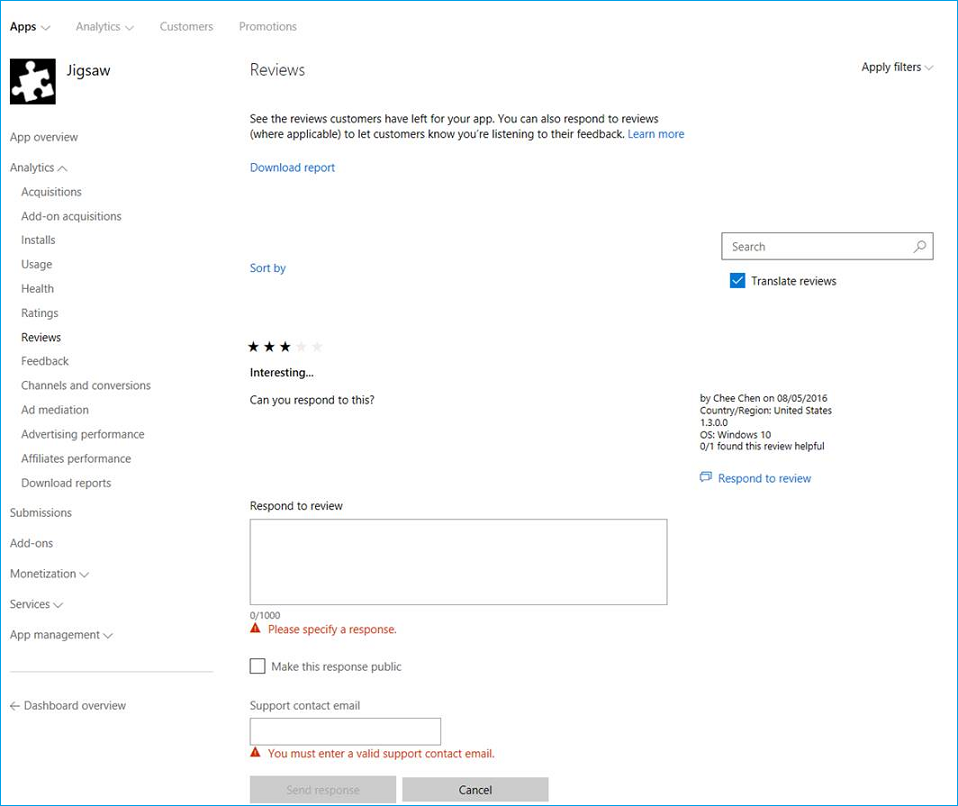 Apps
Analytics
Customers
Promotions
Jigsaw
Reviews
Apply filters
App overview
Analytics
Acquisitions
Add-on acquisitions
Installs
Usage
Health
Ratings
Reviews
Feedback
Channels and conversions
Ad mediation
Advertising performance
Affiliates performance
Download reports
Submissions
Add-ons
Monetization
Services
App management
← Dashboard overview
See the reviews customers have left for your app. You can also respond to reviews
(where applicable) to let customers know you're listening to their feedback. Learn more
Download report
Search
Sort by
Translate reviews
Interesting...
Can you respond to this?
by Chee Chen on 08/05/2016
Country/Region: United States
1.3.0.0
OS: Windows 10
0/1 found this review helpful
Respond to review
Respond to review
0/1000
Please specify a response.
Make this response public
Support contact email
You must enter a valid support contact email.
Send response
Cancel